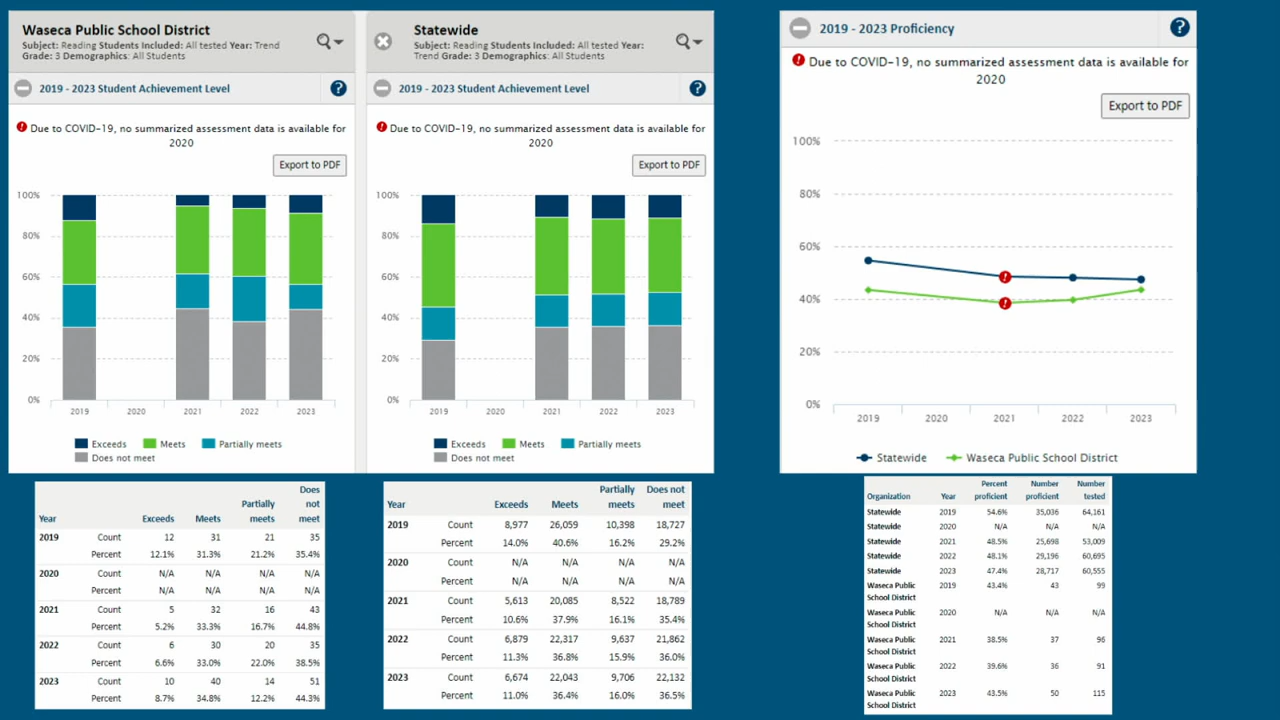 Waseca Public School District
Subject: Reading Students Included: All tested Year: Trend
Grade: 3 Demographics: All Students
2019 - 2023 Student Achievement Level
?
! Due to COVID-19, no summarized assessment data is available for
2020
Export to PDF
100%
80%
60%
40%
20%
0%
2019 2020 2021 2022 2023
Exceeds Meets Partially meets
Does not meet
Statewide
Subject: Reading Students Included: All tested Year:
Trend Grade: 3 Demographics: All Students
2019 - 2023 Student Achievement Level
?
! Due to COVID-19, no summarized assessment data is available for
2020
Export to PDF
100%
80%
60%
40%
20%
0%
2019 2020 2021 2022 2023
Exceeds Meets Partially meets
Does not meet
2019 - 2023 Proficiency
?
! Due to COVID-19, no summarized assessment data is available for
2020
Export to PDF
100%
80%
60%
40%
20%
0%
!
!
2019 2020 2021 2022 2023
Statewide Waseca Public School District
Does
Partially not
Year Exceeds Meets meets meet
2019 Count 12 31 21 35
Percent 12.1% 31.3% 21.2% 35.4%
2020 Count N/A N/A N/A N/A
Percent N/A N/A N/A N/A
2021 Count 5 32 16 43
Percent 5.2% 33.3% 16.7% 44.8%
2022 Count 6 30 20 35
Percent 6.6% 33.0% 22.0% 38.5%
2023 Count 10 40 14 51
Percent 8.7% 34.8% 12.2% 44.3%
Partially Does not
Year Exceeds Meets meets meet
2019 Count 8,977 26,059 10,398 18,727
Percent 14.0% 40.6% 16.2% 29.2%
2020 Count N/A N/A N/A N/A
Percent N/A N/A N/A N/A
2021 Count 5,613 20,085 8,522 18,789
Percent 10.6% 37.9% 16.1% 35.4%
2022 Count 6,879 22,317 9,637 21,862
Percent 11.3% 36.8% 15.9% 36.0%
2023 Count 6,674 22,043 9,706 22,132
Percent 11.0% 36.4% 16.0% 36.5%
Percent Number Number
Organization Year proficient proficient tested
Statewide 2019 54.6% 35,036 64,161
Statewide 2020 N/A N/A N/A
Statewide 2021 48.5% 25,698 53,009
Statewide 2022 48.1% 29,196 60,695
Statewide 2023 47.4% 28,717 60,555
Waseca Public 2019 43.4% 43 99
School District
Waseca Public 2020 N/A N/A N/A
School District
Waseca Public 2021 38.5% 37 96
School District
Waseca Public 2022 39.6% 36 91
School District
Waseca Public 2023 43.5% 50 115
School District